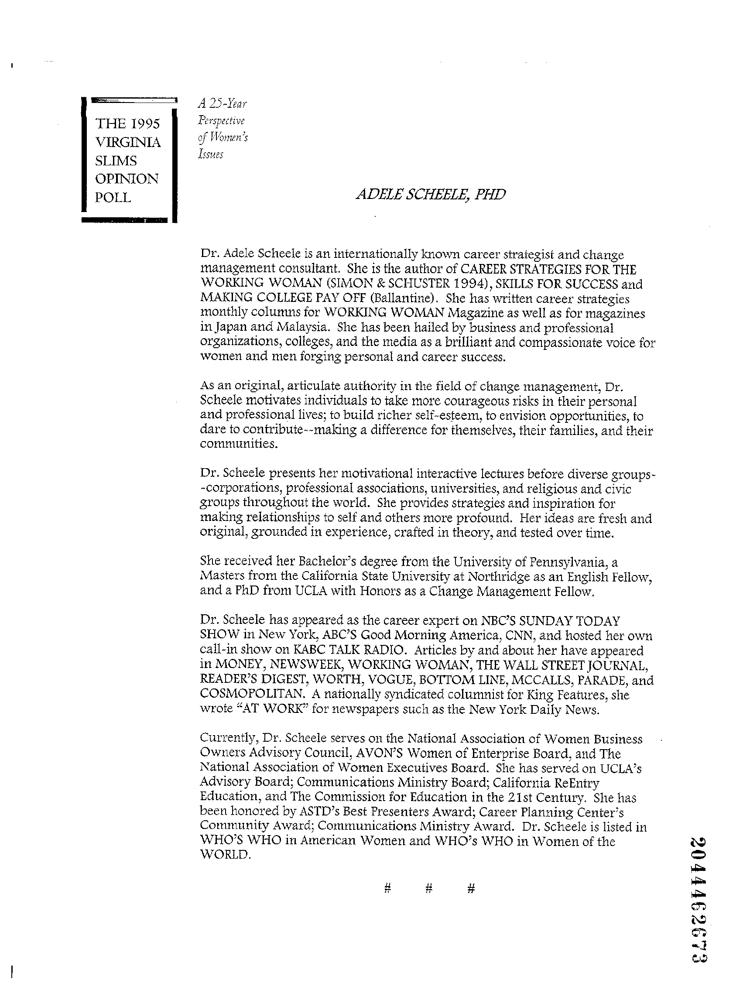 THE 1995
VIRGINIA
SLIMS
OPINION
POLL
A 25-Year
Perspective
of Women's
Issues
ADELE SCHEELE, PHD
Dr. Adele Scheele is an internationally known career strategist and change
management consultant. She is the author of CAREER STRATEGIES FOR THE
WORKING WOMAN (SIMON & SCHUSTER 1994), SKILLS FOR SUCCESS and
MAKING COLLEGE PAY OFF (Ballantine). She has written career strategies
monthly columns for WORKING WOMAN Magazine as well as for magazines
in Japan and Malaysia. She has been hailed by business and professional
organizations, colleges, and the media as a brilliant and compassionate voice for
women and men forging personal and career success.
As an original, articulate authority in the field of change management, Dr.
Scheele motivates individuals to take more courageous risks in their personal
and professional lives; to build richer self-esteem, to envision opportunities, to
dare to contribute--making a difference for themselves, their families, and their
communities.
Dr. Scheele presents her motivational interactive lectures before diverse groups-
-corporations, professional associations, universities, and religious and civic
groups throughout the world. She provides strategies and inspiration for
making relationships to self and others more profound. Her ideas are fresh and
original, grounded in experience, crafted in theory, and tested over time.
She received her Bachelor's degree from the University of Pennsylvania, a
Masters from the California State University at Northridge as an English Fellow,
and a PhD from UCLA with Honors as a Change Management Fellow.
Dr. Scheele has appeared as the career expert on NBC'S SUNDAY TODAY
SHOW in New York, ABC'S Good Morning America, CNN, and hosted her own
call-in show on KABC TALK RADIO. Articles by and about her have appeared
in MONEY, NEWSWEEK, WORKING WOMAN, THE WALL STREET JOURNAL,
READER'S DIGEST, WORTH, VOGUE, BOTTOM LINE, MCCALLS, PARADE, and
COSMOPOLITAN. A nationally syndicated columnist for King Features, she
wrote "AT WORK" for newspapers such as the New York Daily News.
Currently, Dr. Scheele serves on the National Association of Women Business
Owners Advisory Council, AVON'S Women of Enterprise Board, and The
National Association of Women Executives Board. She has served on UCLA's
Advisory Board; Communications Ministry Board; California ReEntry
Education, and The Commission for Education in the 21st Century. She has
been honored by ASTD's Best Presenters Award; Career Planning Center's
Community Award; Communications Ministry Award. Dr. Scheele is listed in
WHO'S WHO in American Women and WHO's WHO in Women of the
WORLD.
# # #
2044462673